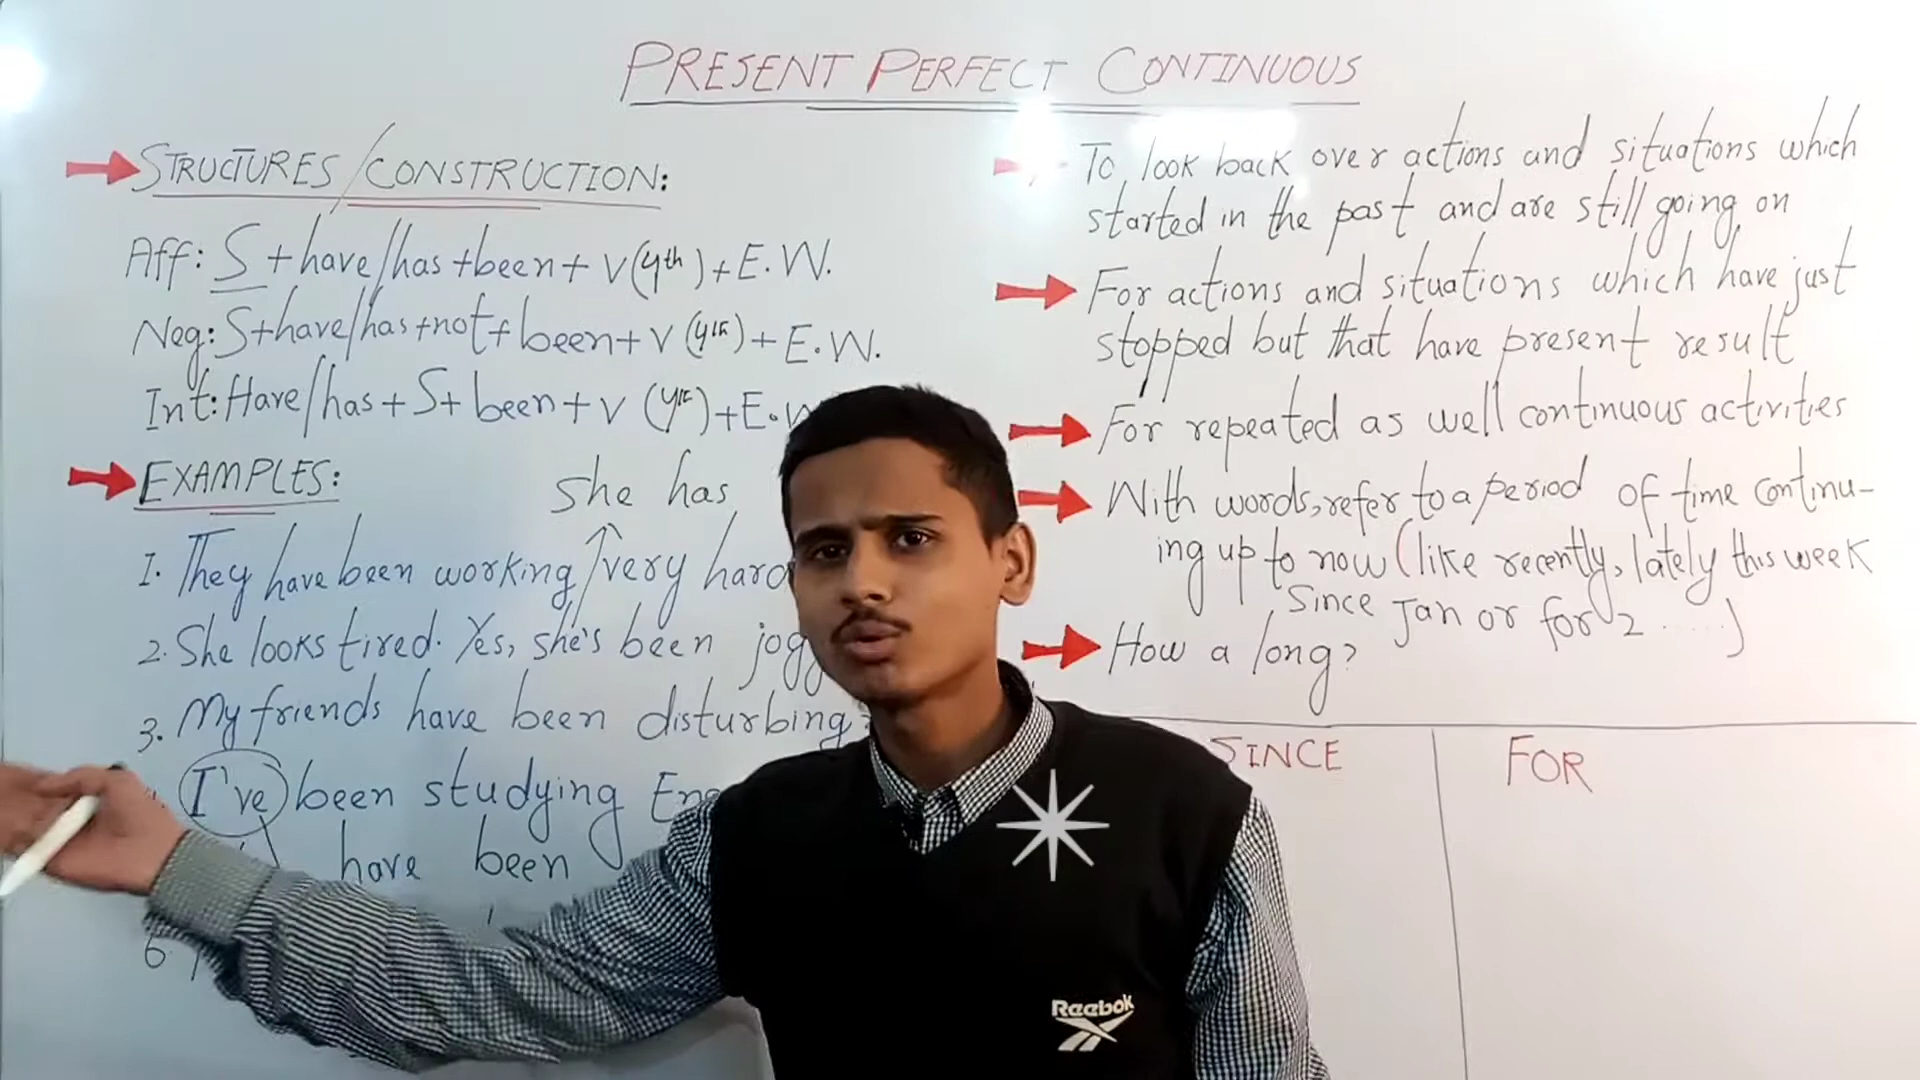 PRESENT PERFECT CONTINUOUS
STRUCTURES/CONSTRUCTION:
Aff: S+have/has+been+V(4th)+E.W.
Neg: S+have/has+not+been+V(4th)+E.W.
Int: Have/has+S+been+V(4th)+E.W
EXAMPLES:
She has
1. They have been working very hard
2. She looks tired. Yes, she's been jogg
3. My friends have been disturbing
I've been studying Eng
have been
6.
To look back over actions and situations which
started in the past and are still going on
For actions and situations which have just
stopped but that have present result
For repeated as well continuous activities
With words, refer to a period of time continu-
ing up to now (like recently, lately this week
Since Jan or for 2 .....)
How a long?
SINCE
FOR
Reebok